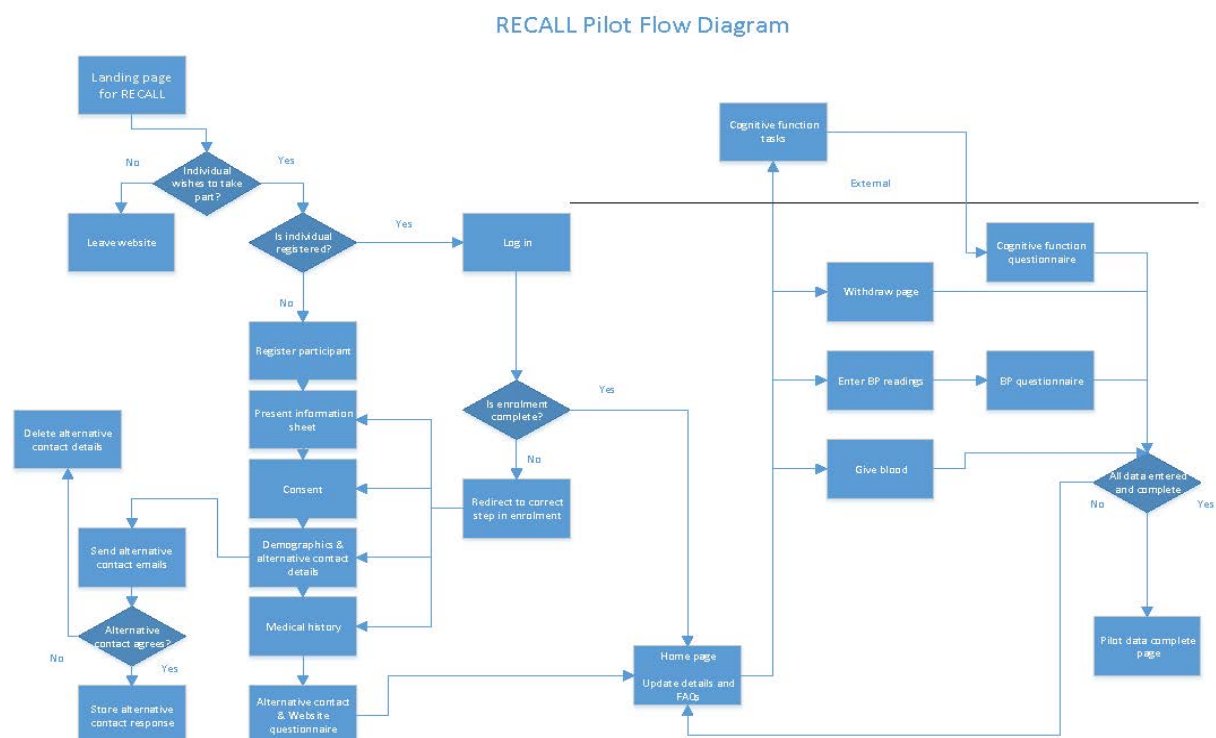 RECALL Pilot Flow Diagram
Landing page
for RECALL
No
Yes
Individual
wishes to take
part?
Leave website
Is individual
registered?
Yes
Log in
No
Register participant
Present information
sheet
Consent
Demographics &
alternative contact
details
Medical history
Alternative contact
& Website
questionnaire
Is enrolment
complete?
Yes
No
Redirect to correct
step in enrolment
Delete alternative
contact details
Send alternative
contact emails
Alternative
contact agrees?
No
Yes
Store alternative
contact response
Home page
Update details and
FAQs
Cognitive function
tasks
External
Cognitive function
questionnaire
Withdraw page
Enter BP readings
BP questionnaire
Give blood
All data entered
and complete
No
Yes
Pilot data complete
page